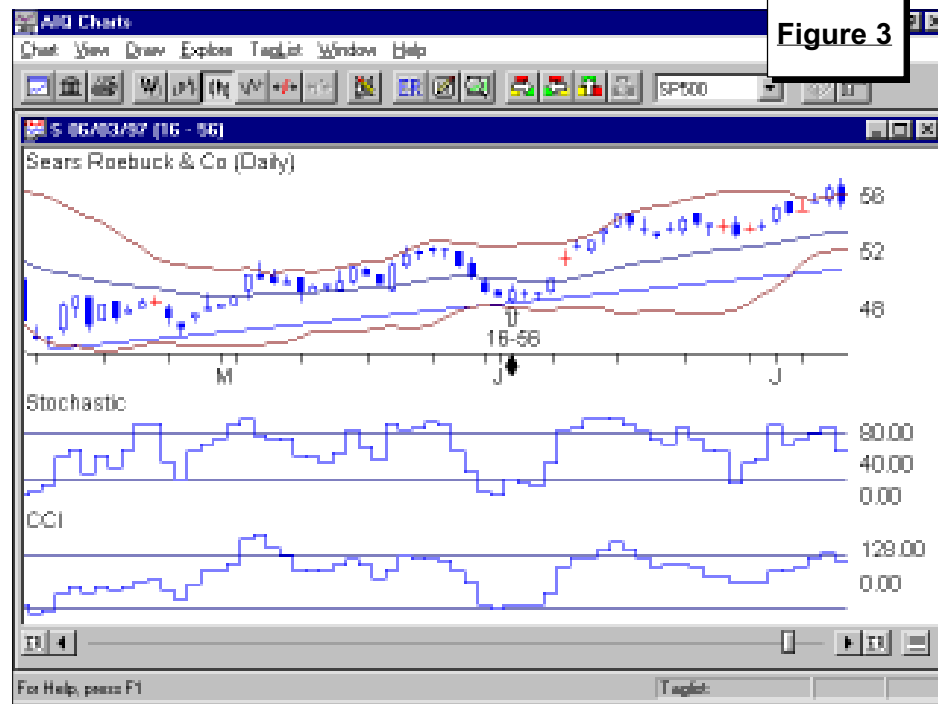 AIQ Charts
Figure 3
Chart View Draw Explore TagList Window Help
SP500
S 06/03/97 (16 - 56)
Sears Roebuck & Co (Daily)
56
52
48
16-56
M J J
Stochastic
80.00
40.00
0.00
CCI
129.00
0.00
For Help, press F1
Taglist: